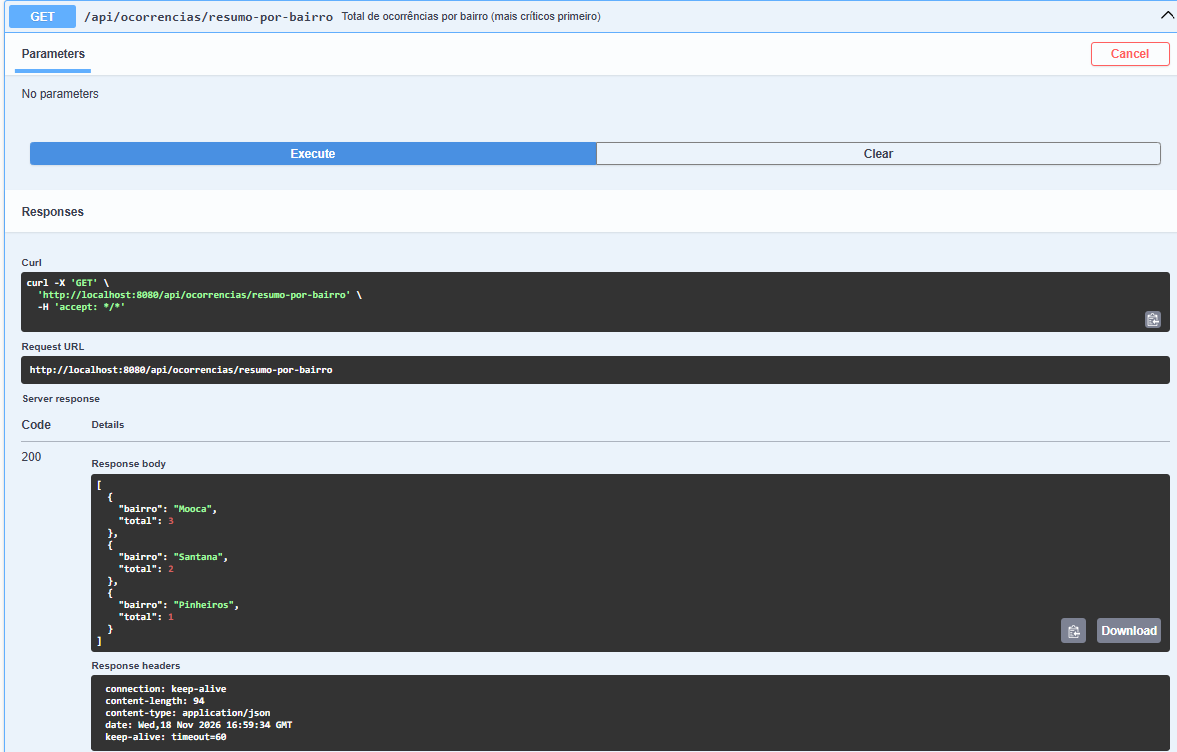 GET /api/ocorrencias/resumo-por-bairro Total de ocorrências por bairro (mais críticos primeiro)
Parameters
Cancel
No parameters
Execute
Clear
Responses
Curl
curl -X 'GET' \
'http://localhost:8080/api/ocorrencias/resumo-por-bairro' \
-H 'accept: */*'
Request URL
http://localhost:8080/api/ocorrencias/resumo-por-bairro
Server response
Code Details
200
Response body
[
{
"bairro": "Mooca",
"total": 3
},
{
"bairro": "Santana",
"total": 2
},
{
"bairro": "Pinheiros",
"total": 1
}
]
Download
Response headers
connection: keep-alive
content-length: 94
content-type: application/json
date: Wed,18 Nov 2026 16:59:34 GMT
keep-alive: timeout=60